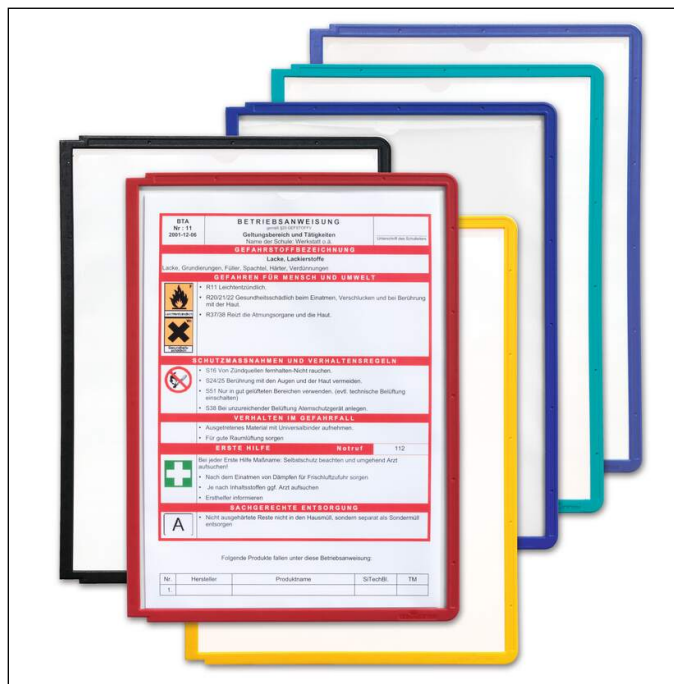 BTA
Nr : 11
2001-12-06
BETRIEBSANWEISUNG
Geltungsbereich und Tätigkeiten
Name der Schule: Werkstatt o.ä.
Unterschrift des Schulleiters
GEFAHRSTOFFBEZEICHNUNG
Lacke, Lackierstoffe
Lacke, Grundierungen, Füller, Spachtel, Härter, Verdünnungen
GEFAHREN FÜR MENSCH UND UMWELT
F
Leichtentzündlich
Xn
Gesundheits-
schädlich
• R11 Leichtentzündlich.
• R20/21/22 Gesundheitsschädlich beim Einatmen, Verschlucken und bei Berührung
mit der Haut.
• R37/38 Reizt die Atmungsorgane und die Haut.
SCHUTZMASSNAHMEN UND VERHALTENSREGELN
• S16 Von Zündquellen fernhalten-Nicht rauchen.
• S24/25 Berührung mit den Augen und der Haut vermeiden.
• S51 Nur in gut gelüfteten Bereichen verwenden. (evtl. technische Belüftung
einschalten)
• S38 Bei unzureichender Belüftung Atemschutzgerät anlegen.
VERHALTEN IM GEFAHRFALL
• Ausgetretenes Material mit Universalbinder aufnehmen.
• Für gute Raumlüftung sorgen
ERSTE HILFE Notruf 112
Bei jeder Erste Hilfe Maßname: Selbstschutz beachten und umgehend Arzt
aufsuchen!
• Nach dem Einatmen von Dämpfen für Frischluftzufuhr sorgen
• Je nach Inhaltsstoffen ggf. Arzt aufsuchen
• Ersthelfer informieren
SACHGERECHTE ENTSORGUNG
A
• Nicht ausgehärtete Reste nicht in den Hausmüll, sondern separat als Sondermüll
entsorgen
Folgende Produkte fallen unter diese Betriebsanweisung:
Nr. Hersteller Produktname SiTechBl. TM
1.